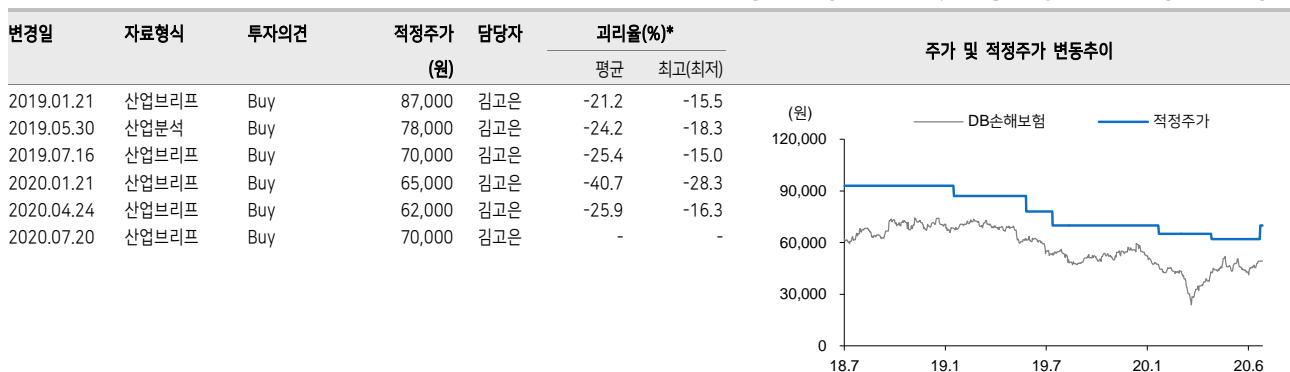 변경일 자료형식 투자의견 적정주가 담당자 괴리율(%)* 주가 및 적정주가 변동추이
(원) 평균 최고(최저)
2019.01.21 산업브리프 Buy 87,000 김고은 -21.2 -15.5
2019.05.30 산업분석 Buy 78,000 김고은 -24.2 -18.3
2019.07.16 산업브리프 Buy 70,000 김고은 -25.4 -15.0
2020.01.21 산업브리프 Buy 65,000 김고은 -40.7 -28.3
2020.04.24 산업브리프 Buy 62,000 김고은 -25.9 -16.3
2020.07.20 산업브리프 Buy 70,000 김고은 - -
(원) DB손해보험 적정주가
120,000
90,000
60,000
30,000
0
18.7 19.1 19.7 20.1 20.6